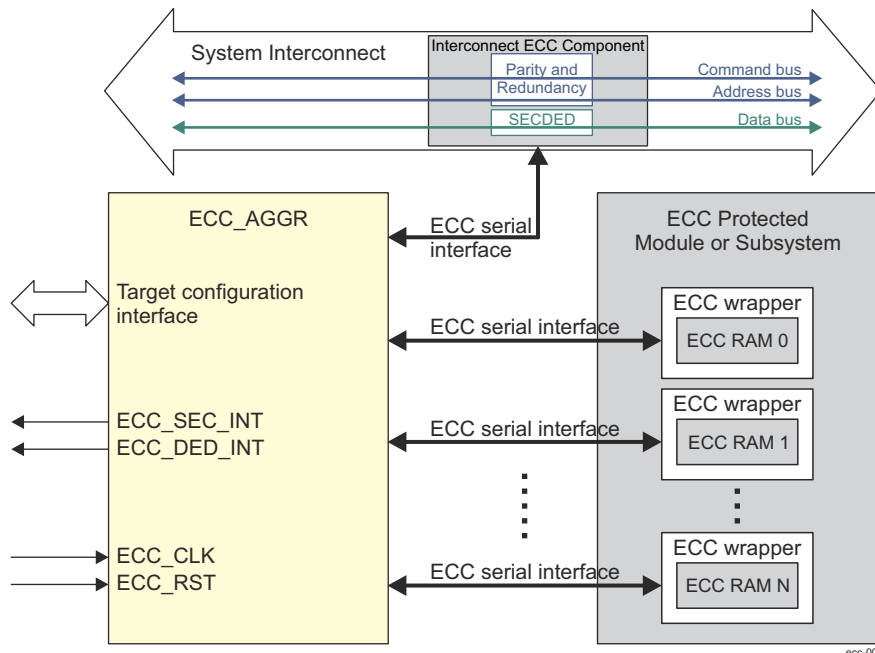 System Interconnect
Interconnect ECC Component
Parity and
Redundancy
Command bus
Address bus
SECDED
Data bus
ECC_AGGR
ECC serial
interface
ECC Protected
Module or Subsystem
Target configuration
interface
ECC serial interface
ECC wrapper
ECC RAM 0
ECC_SEC_INT
ECC_DED_INT
ECC serial interface
ECC wrapper
ECC RAM 1
ECC_CLK
ECC_RST
ECC serial interface
ECC wrapper
ECC RAM N